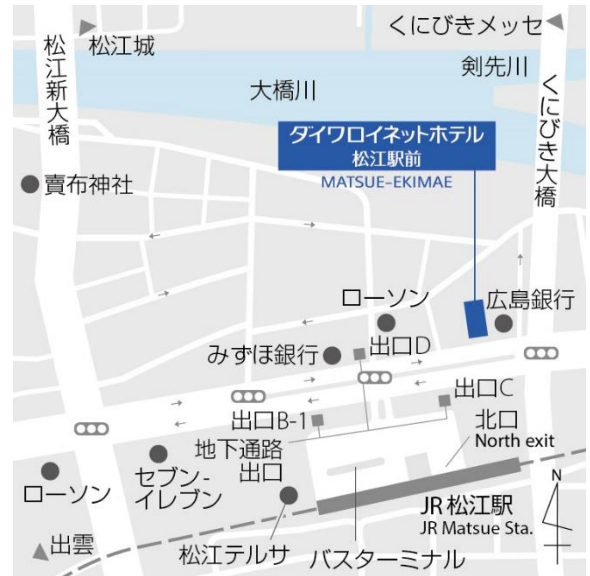 くにびきメッセ
松江城
松江新大橋
大橋川
剣先川
くにびき大橋
ダイワロイネットホテル
松江駅前
MATSUE-EKIMAE
賣布神社
ローソン
広島銀行
みずほ銀行
出口D
出口C
出口B-1
地下通路
出口
北口
North exit
セブン-
イレブン
ローソン
JR 松江駅
JR Matsue Sta.
N
出雲
松江テルサ
バスターミナル